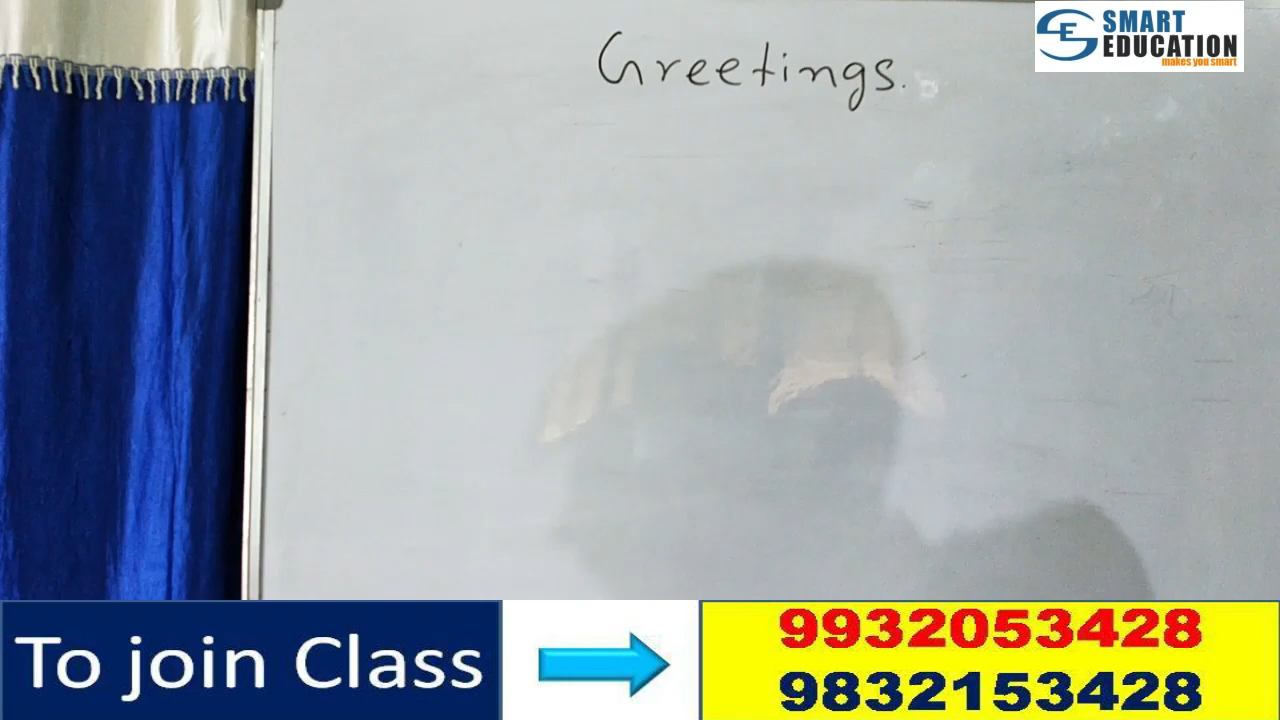 SMART
EDUCATION
makes you smart
Greetings.
To join Class
9932053428
9832153428